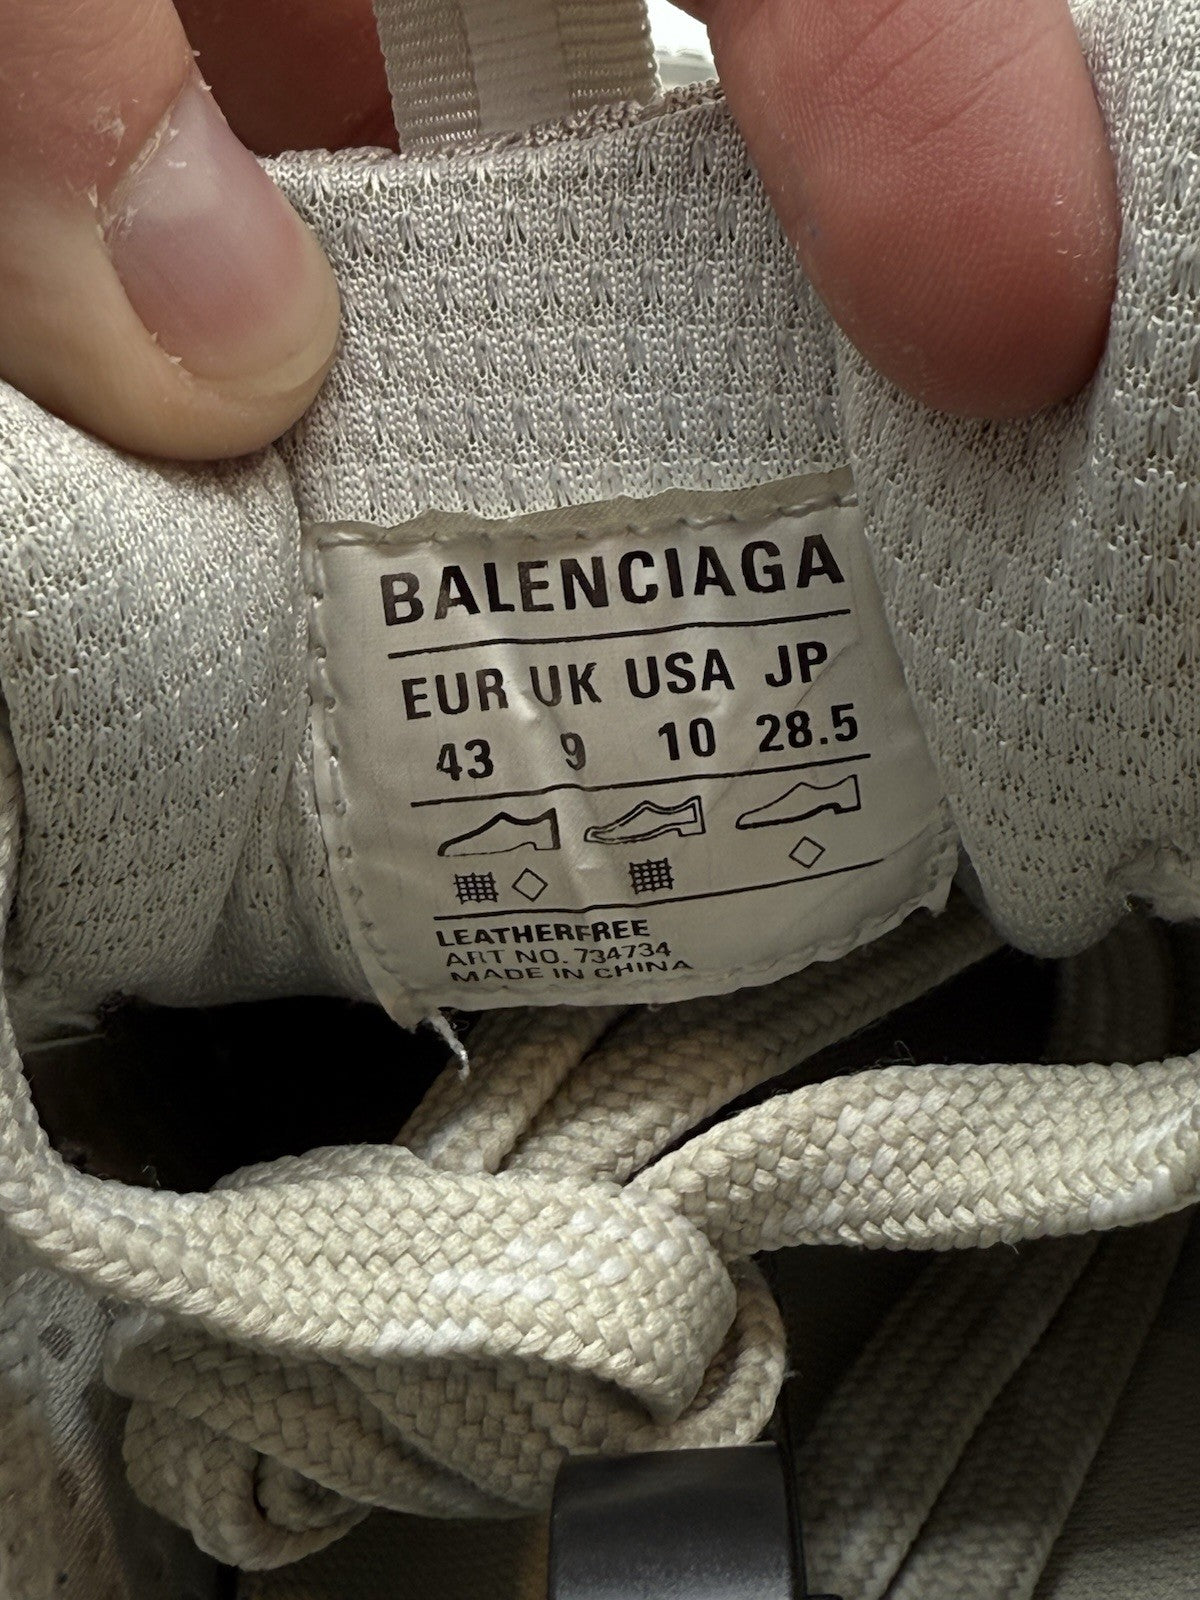 BALENCIAGA
EUR UK USA JP
43 9 10 28.5
LEATHERFREE
ART NO. 734734
MADE IN CHINA